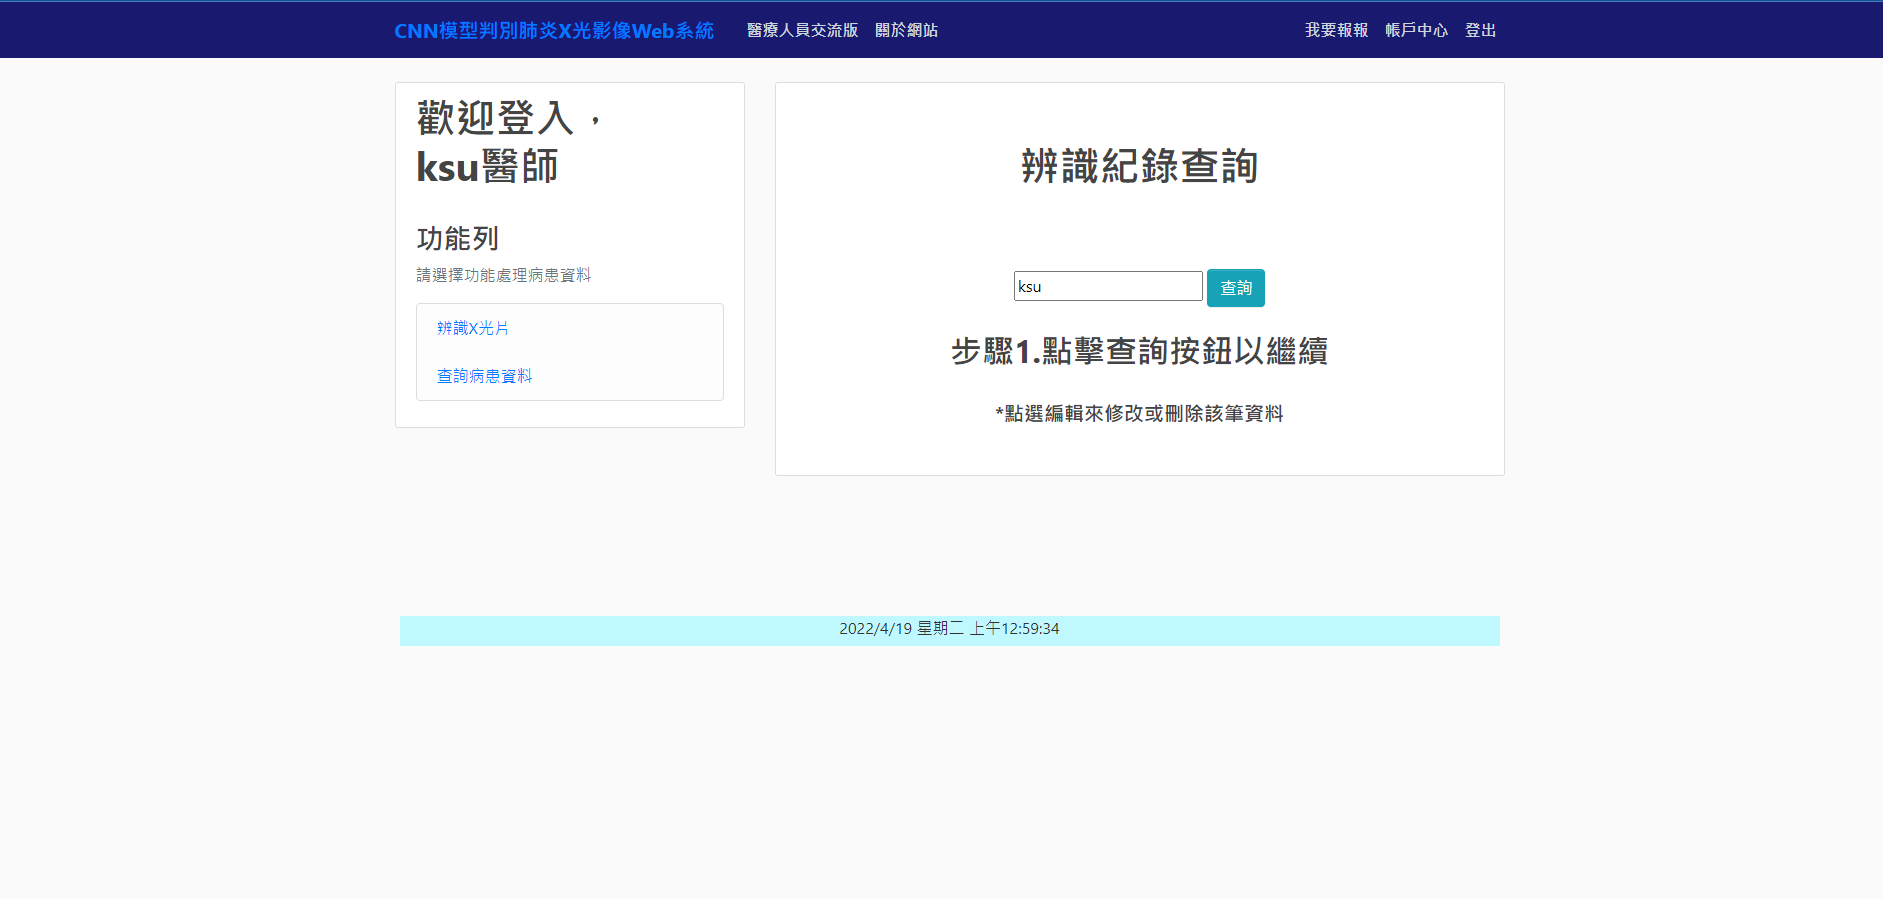 CNN模型判別肺炎X光影像Web系統 醫療人員交流版 關於網站 我要報報 帳戶中心 登出
歡迎登入，
ksu醫師
功能列
請選擇功能處理病患資料
辨識X光片
查詢病患資料
辨識紀錄查詢
ksu 查詢
步驟1.點擊查詢按鈕以繼續
*點選編輯來修改或刪除該筆資料
2022/4/19 星期二 上午12:59:34